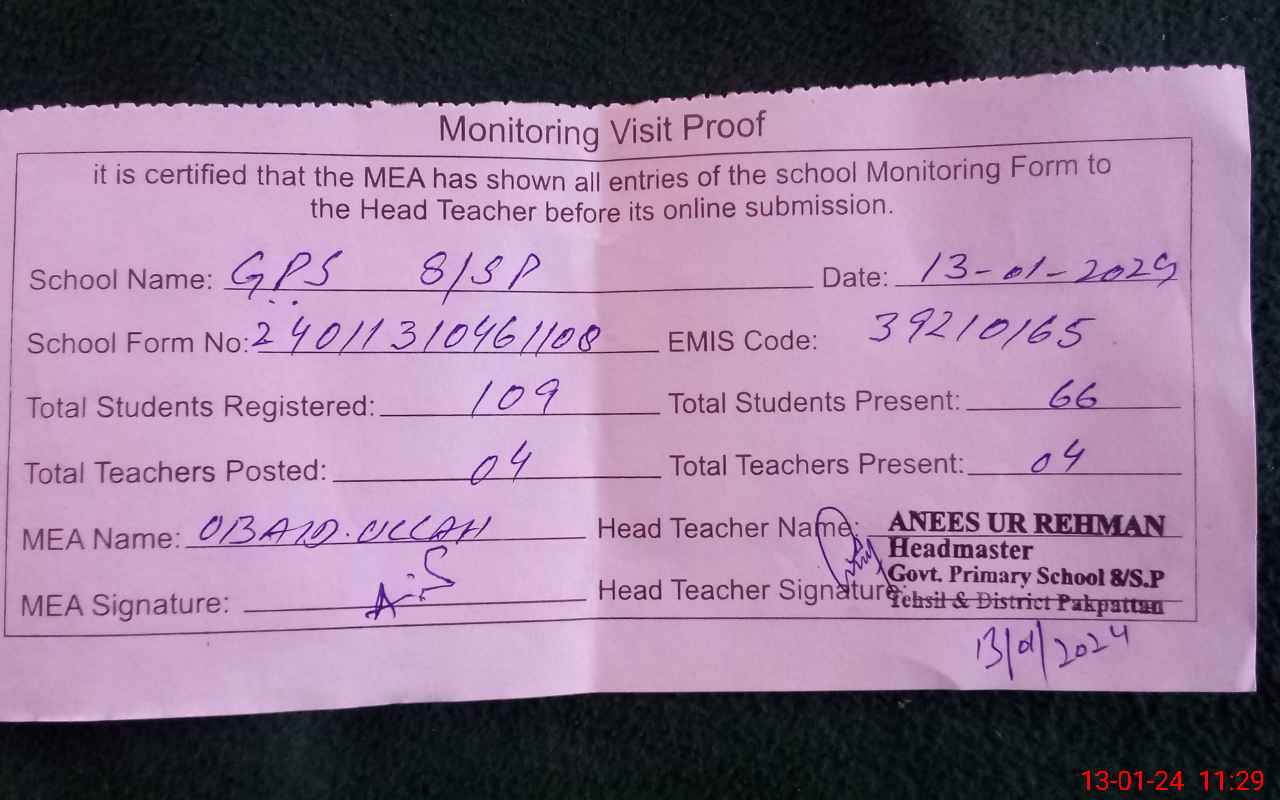 Monitoring Visit Proof
it is certified that the MEA has shown all entries of the school Monitoring Form to
the Head Teacher before its online submission.
School Name: GPS 8/SP Date: 13-01-2024
School Form No: 24011310461108 EMIS Code: 39210165
Total Students Registered: 109 Total Students Present: 66
Total Teachers Posted: 04 Total Teachers Present: 04
MEA Name: OBAID.ULLAH Head Teacher Name: ANEES UR REHMAN
Headmaster
Govt. Primary School 8/S.P
MEA Signature: Head Teacher Signature:
Tehsil & District Pakpattan
13/01/2024
13-01-24 11:29